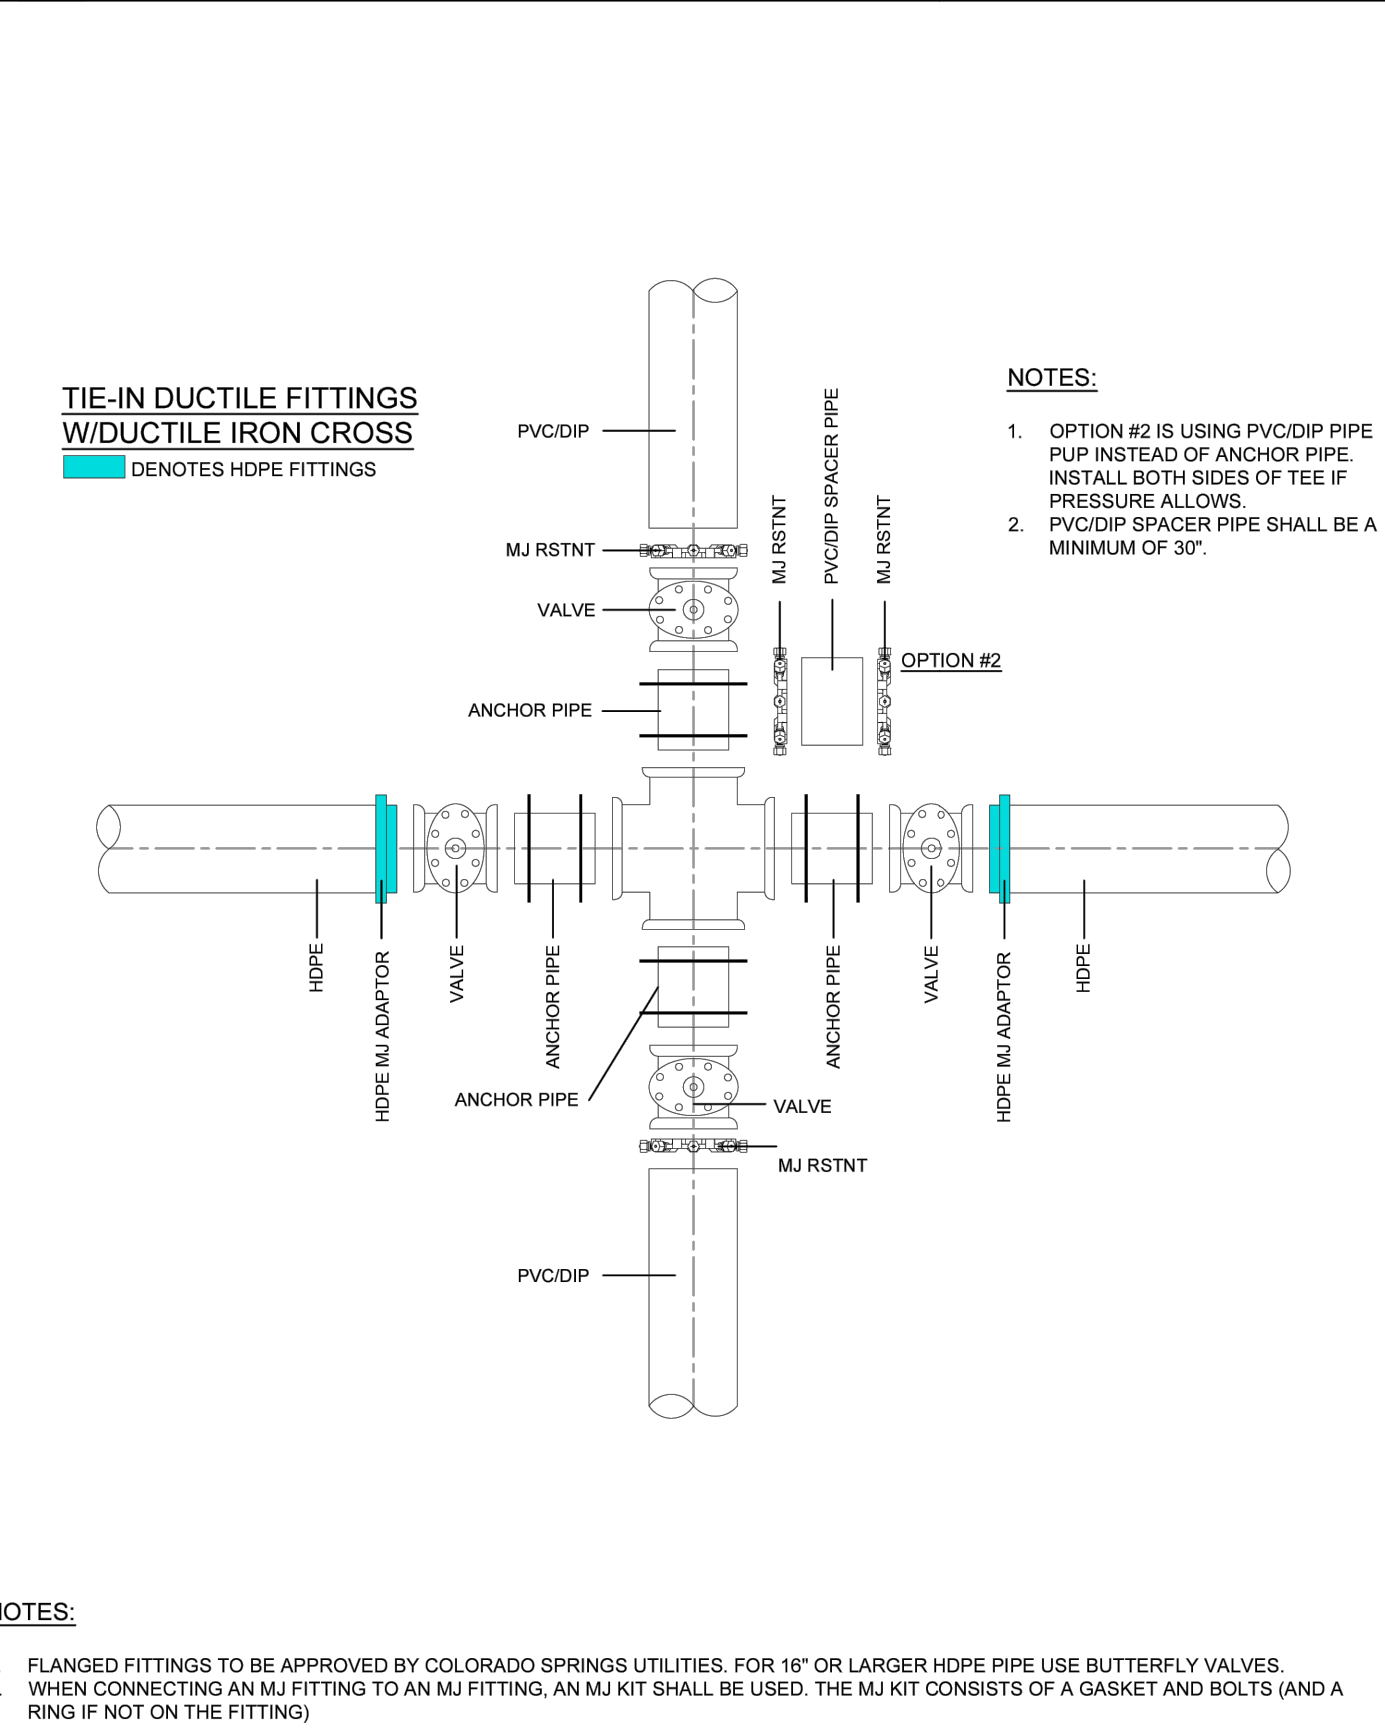 TIE-IN DUCTILE FITTINGS
W/DUCTILE IRON CROSS
DENOTES HDPE FITTINGS
NOTES:
1. OPTION #2 IS USING PVC/DIP PIPE
PUP INSTEAD OF ANCHOR PIPE.
INSTALL BOTH SIDES OF TEE IF
PRESSURE ALLOWS.
2. PVC/DIP SPACER PIPE SHALL BE A
MINIMUM OF 30".
PVC/DIP
MJ RSTNT
VALVE
ANCHOR PIPE
MJ RSTNT
PVC/DIP SPACER PIPE
MJ RSTNT
OPTION #2
HDPE
HDPE MJ ADAPTOR
VALVE
ANCHOR PIPE
ANCHOR PIPE
VALVE
HDPE MJ ADAPTOR
HDPE
ANCHOR PIPE
VALVE
MJ RSTNT
PVC/DIP
NOTES:
FLANGED FITTINGS TO BE APPROVED BY COLORADO SPRINGS UTILITIES. FOR 16" OR LARGER HDPE PIPE USE BUTTERFLY VALVES.
WHEN CONNECTING AN MJ FITTING TO AN MJ FITTING, AN MJ KIT SHALL BE USED. THE MJ KIT CONSISTS OF A GASKET AND BOLTS (AND A
RING IF NOT ON THE FITTING)